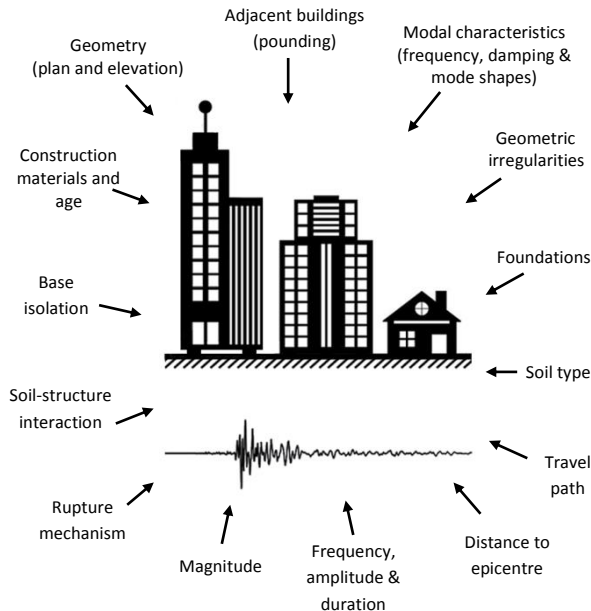 Adjacent buildings
(pounding)
Modal characteristics
(frequency, damping &
mode shapes)
Geometry
(plan and elevation)
Geometric
irregularities
Construction
materials and
age
Foundations
Base
isolation
Soil type
Soil-structure
interaction
Travel
path
Rupture
mechanism
Magnitude
Frequency,
amplitude &
duration
Distance to
epicentre